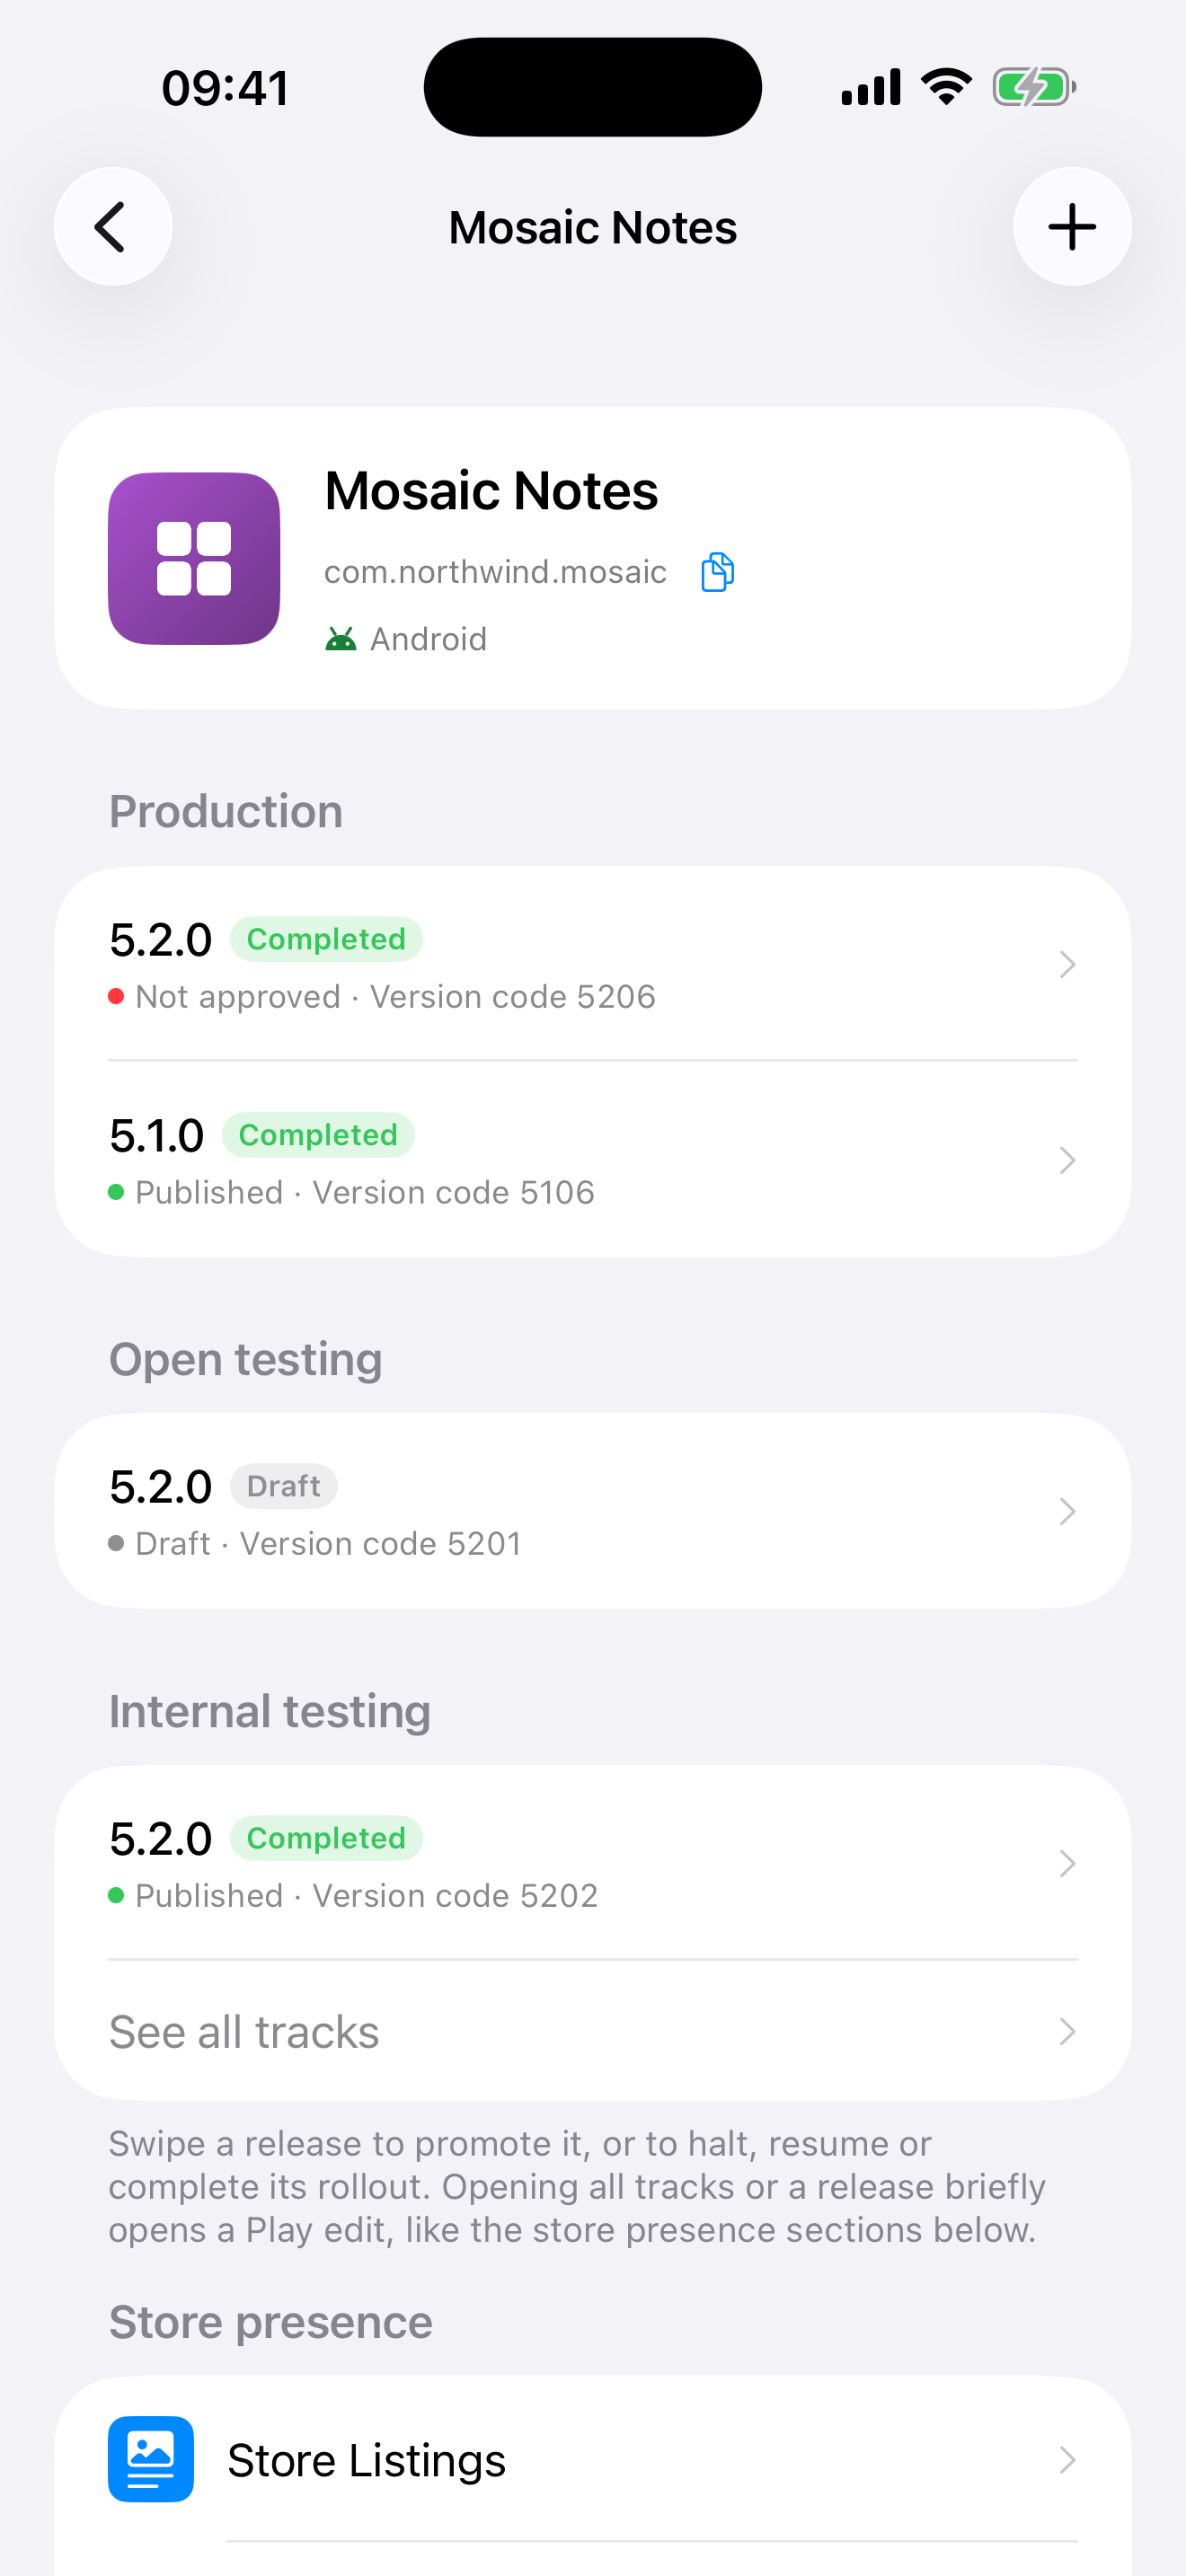 09:41
Mosaic Notes
Mosaic Notes
com.northwind.mosaic
Android
Production
5.2.0 Completed
Not approved · Version code 5206
5.1.0 Completed
Published · Version code 5106
Open testing
5.2.0 Draft
Draft · Version code 5201
Internal testing
5.2.0 Completed
Published · Version code 5202
See all tracks
Swipe a release to promote it, or to halt, resume or
complete its rollout. Opening all tracks or a release briefly
opens a Play edit, like the store presence sections below.
Store presence
Store Listings